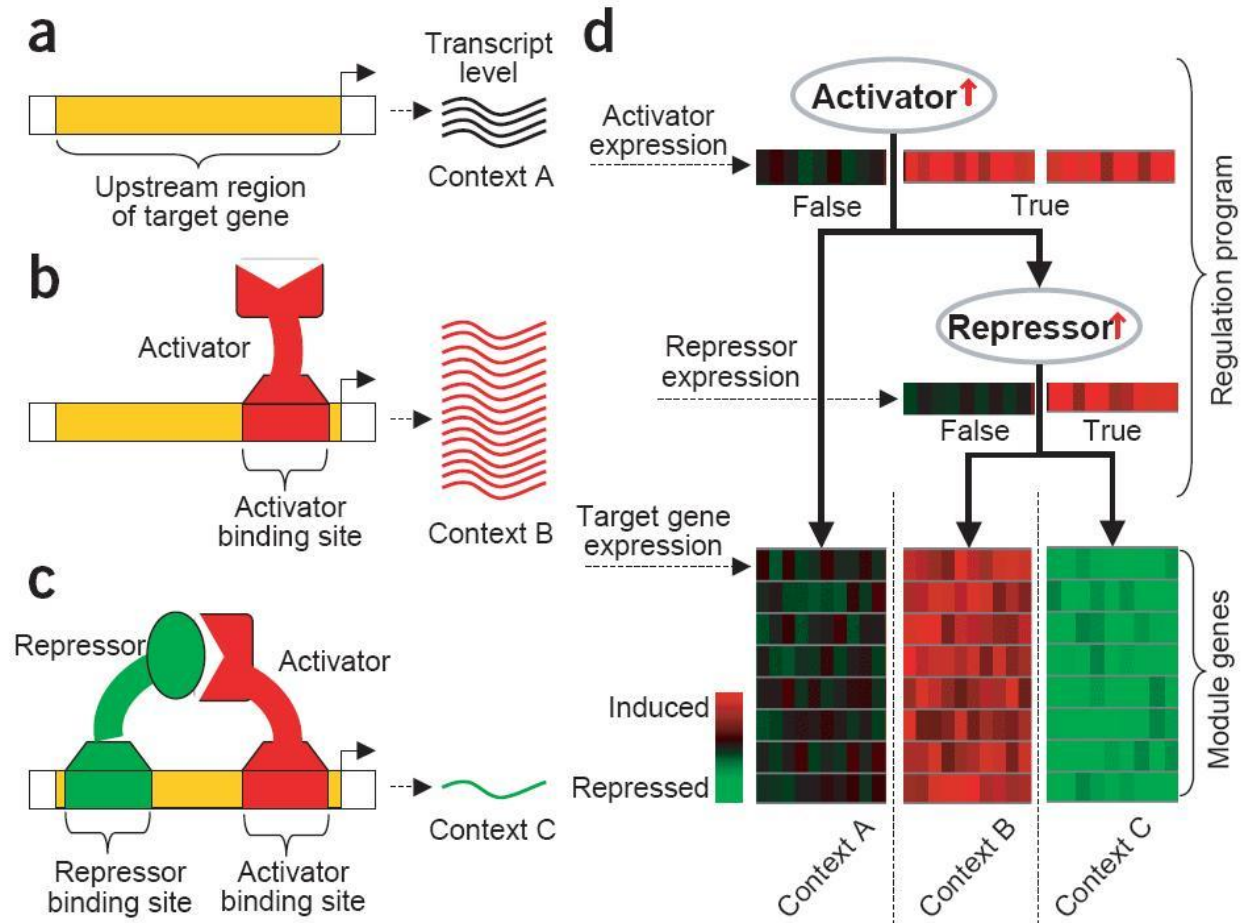 a
Transcript
level
Context A
Upstream region
of target gene
b
Activator
Activator
binding site
Context B
c
Repressor
Activator
Context C
Repressor
binding site
Activator
binding site
d
Activator
Activator
expression
False
True
Repressor
Repressor
expression
False
True
Regulation program
Target gene
expression
Induced
Repressed
Module genes
Context A
Context B
Context C